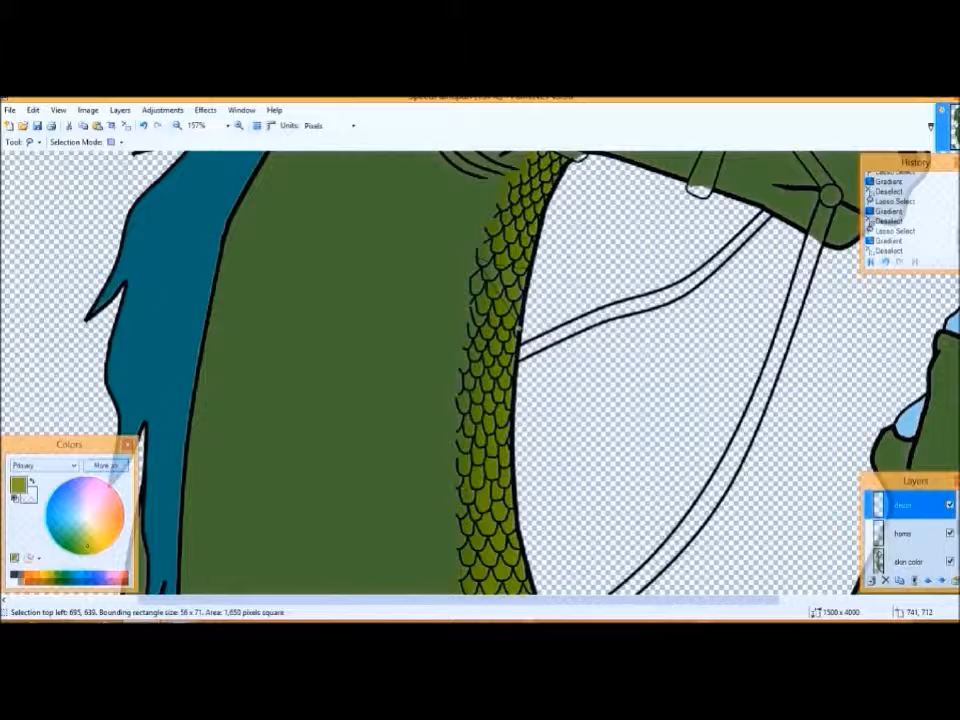 File Edit View Image Layers Adjustments Effects Window Help
157% Units: Pixels
Tool: Selection Mode:
History
Lasso Select
Gradient
Deselect
Lasso Select
Gradient
Deselect
Lasso Select
Gradient
Deselect
Colors
Primary More >>
Layers
horns
skin color
Selection top left: 695, 639. Bounding rectangle size: 56 x 71. Area: 1,650 pixels square
1500 x 4000
741, 712